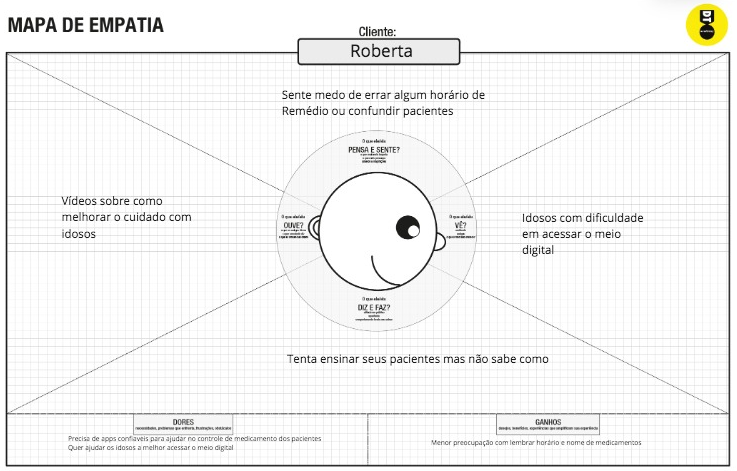 MAPA DE EMPATIA
Cliente:
Roberta
Sente medo de errar algum horário de
Remédio ou confundir pacientes
O que ela(e)
PENSA E SENTE?
Vídeos sobre como
melhorar o cuidado com
idosos
O que ela(e)
OUVE?
O que ela(e)
VÊ?
Idosos com dificuldade
em acessar o meio
digital
O que ela(e)
DIZ E FAZ?
Tenta ensinar seus pacientes mas não sabe como
DORES
Precisa de apps confiaveis para ajudar no controle de medicamento dos pacientes
Quer ajudar os idosos a melhor acessar o meio digital
GANHOS
Menor preocupação com lembrar horário e nome de medicamentos